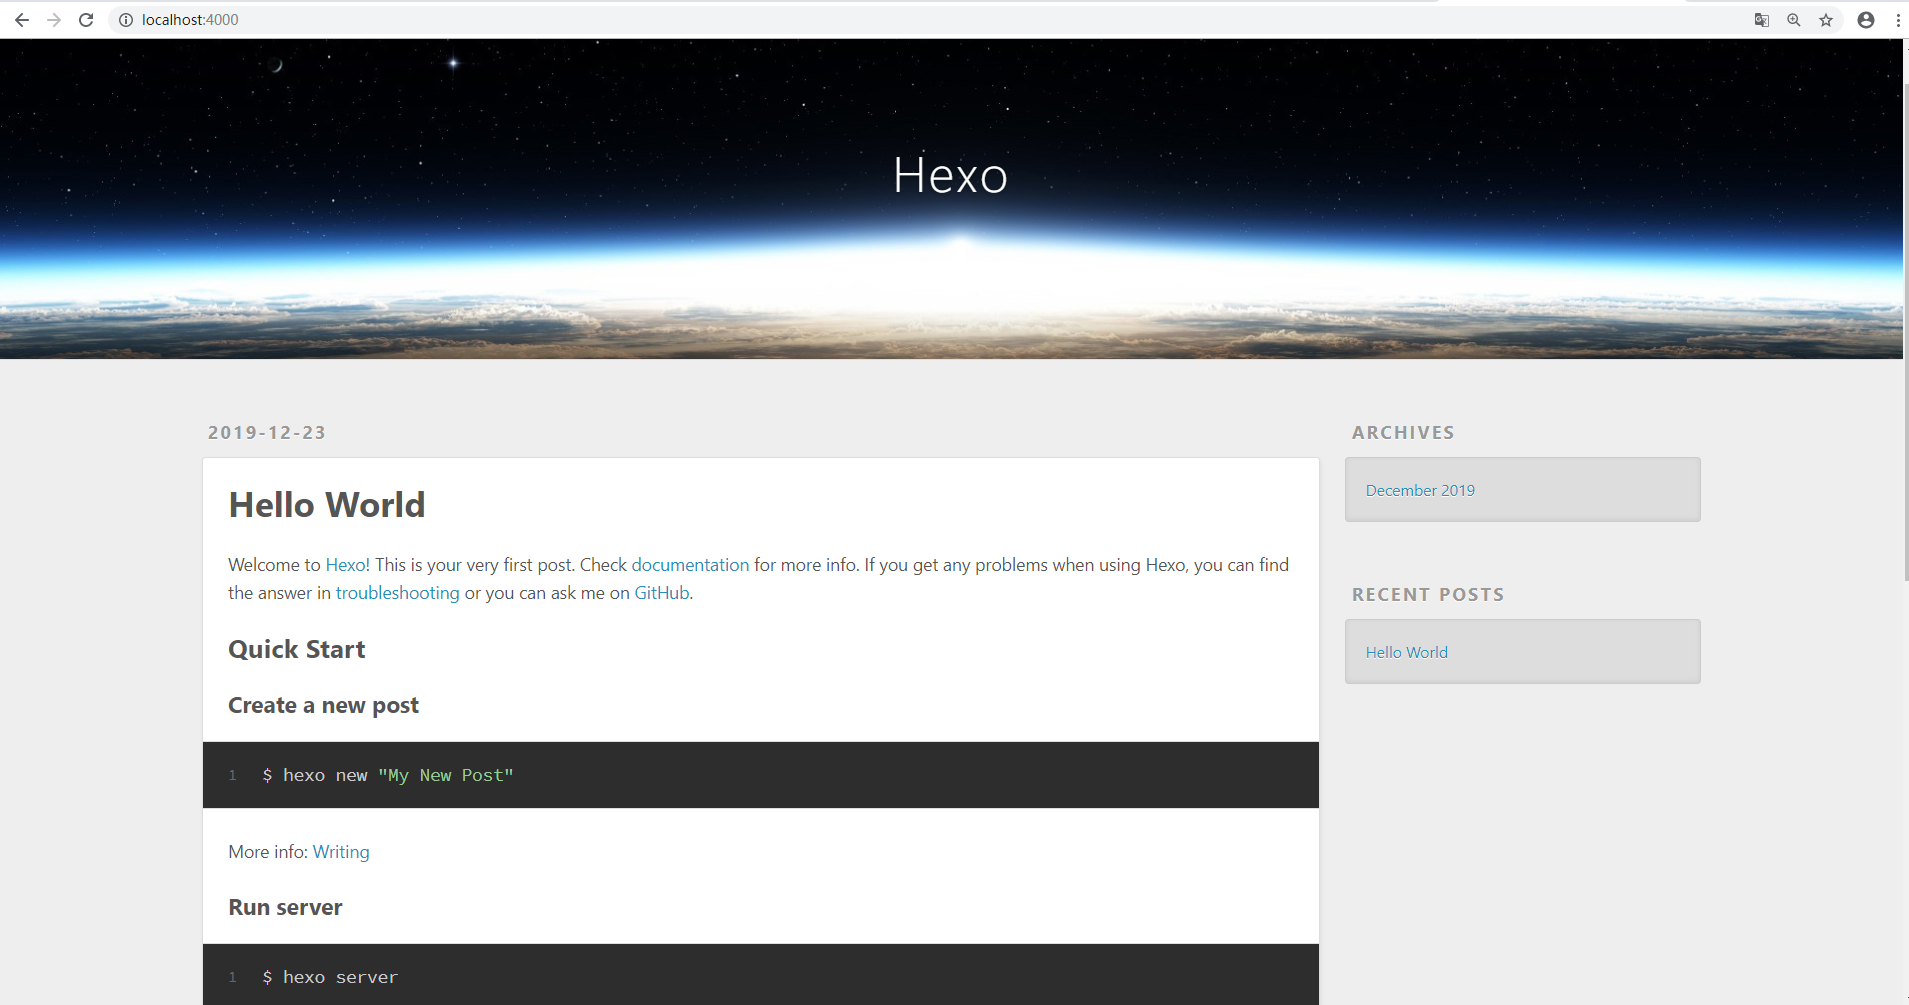 localhost:4000
Hexo
2019-12-23
Hello World
Welcome to Hexo! This is your very first post. Check documentation for more info. If you get any problems when using Hexo, you can find
the answer in troubleshooting or you can ask me on GitHub.
Quick Start
Create a new post
1 $ hexo new "My New Post"
More info: Writing
Run server
1 $ hexo server
ARCHIVES
December 2019
RECENT POSTS
Hello World